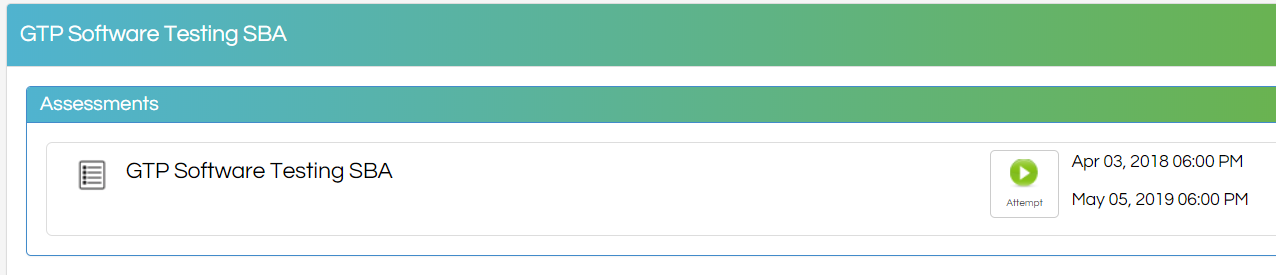 GTP Software Testing SBA
Assessments
GTP Software Testing SBA
Attempt
Apr 03, 2018 06:00 PM
May 05, 2019 06:00 PM